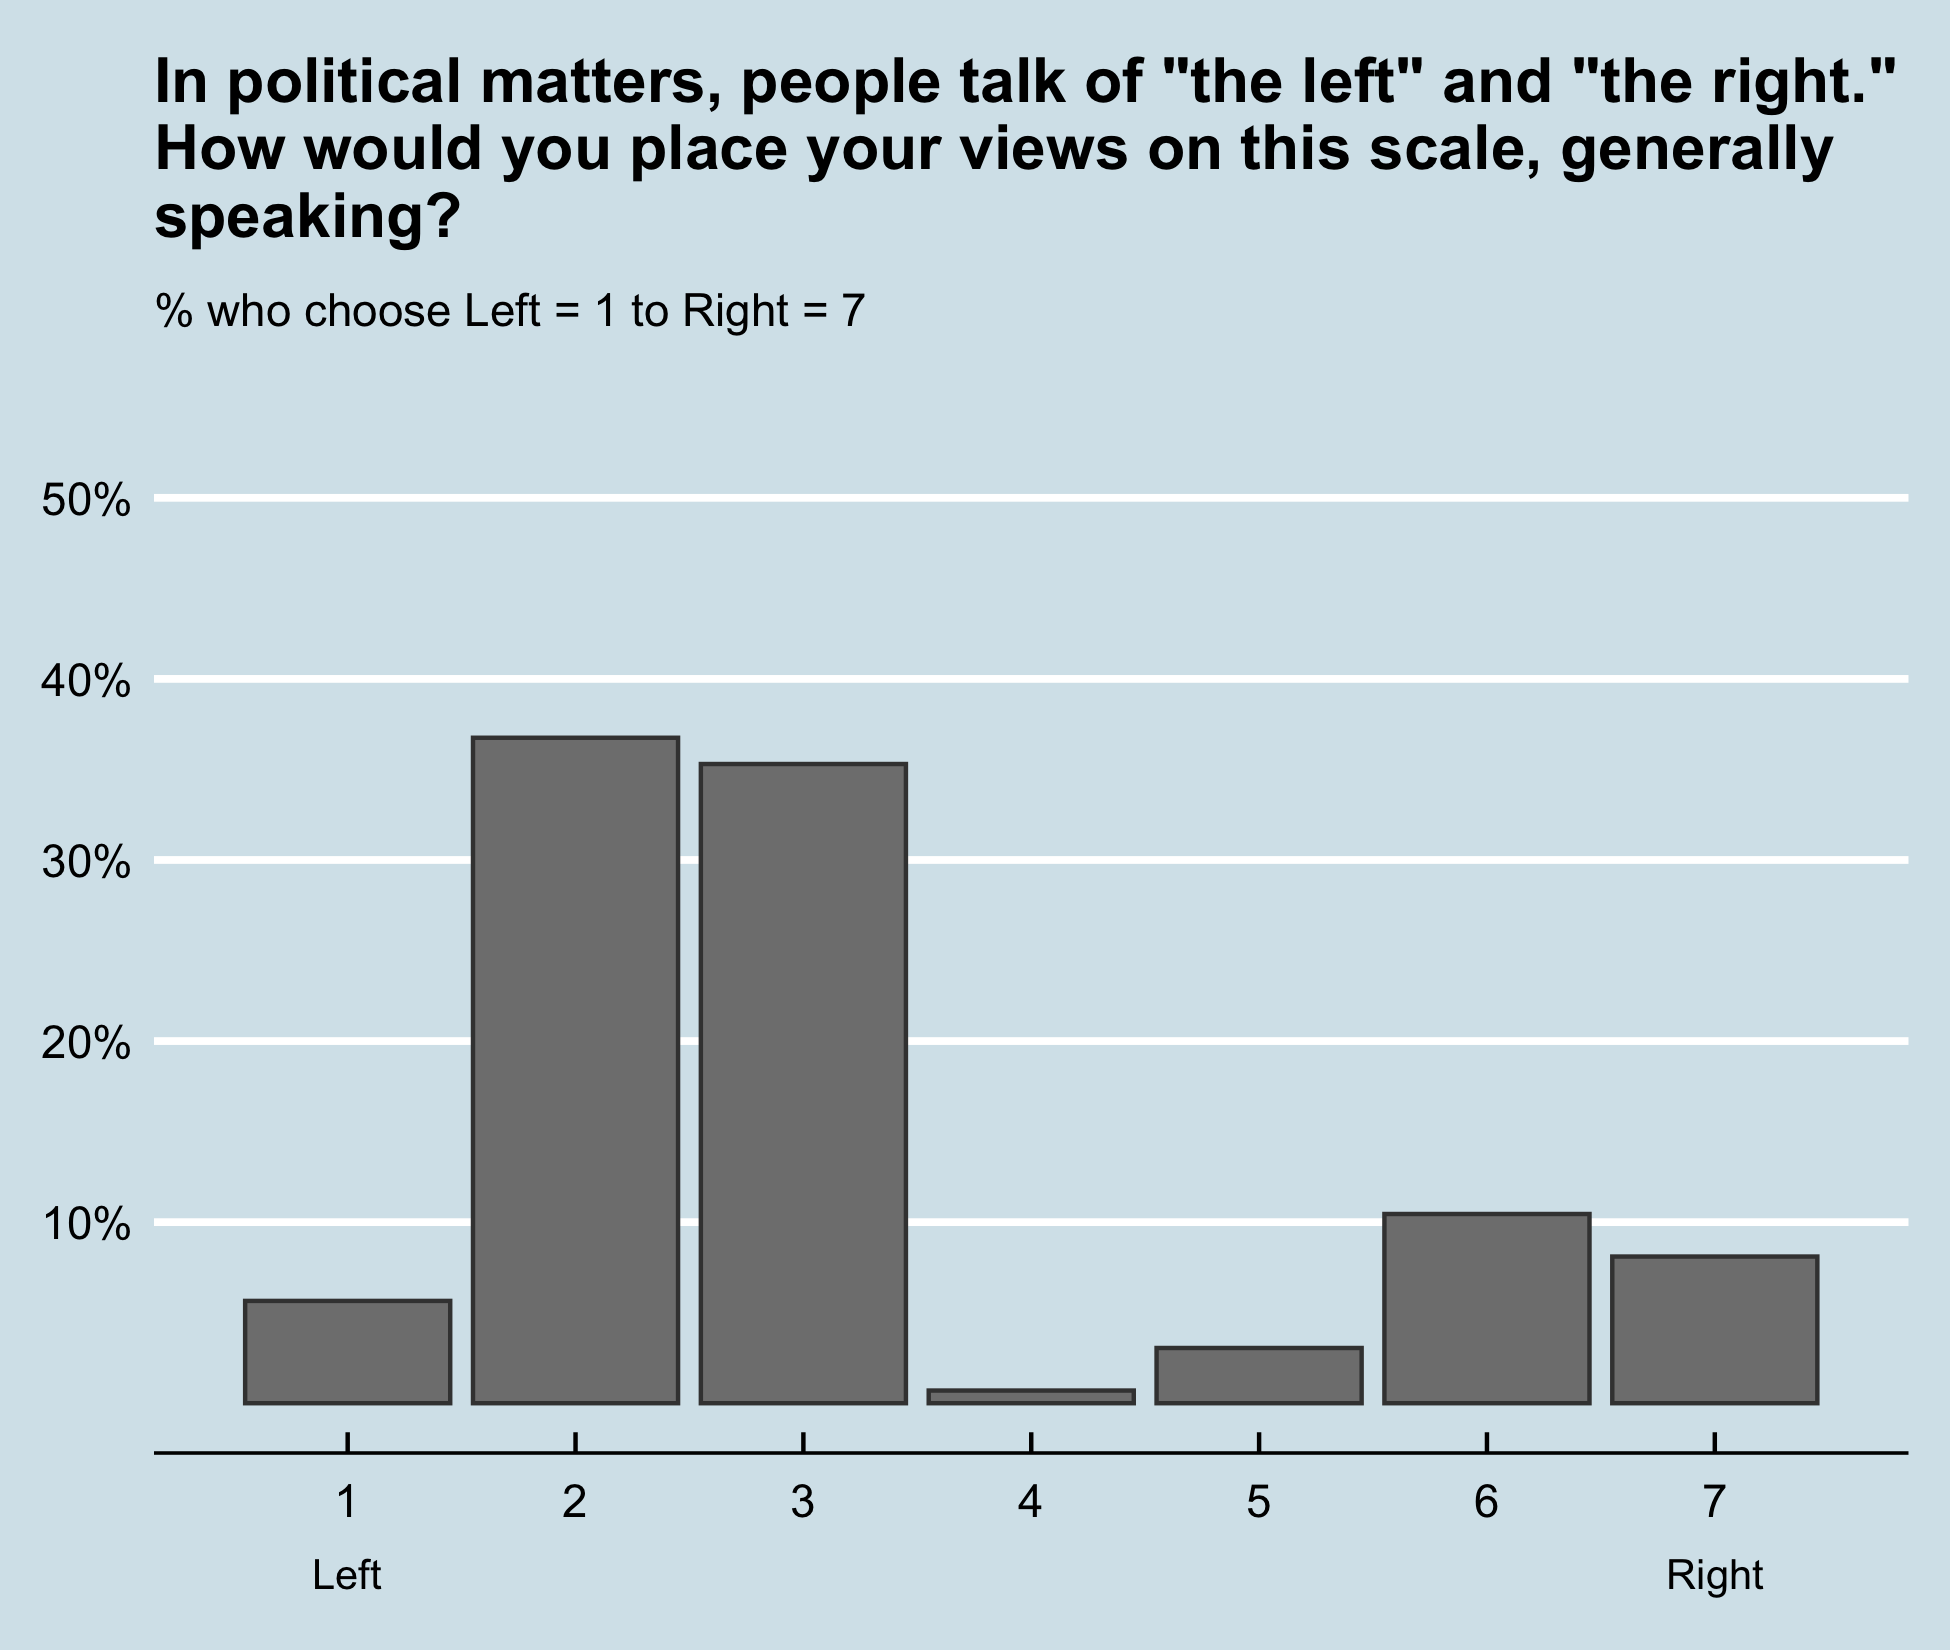 In political matters, people talk of "the left" and "the right."
How would you place your views on this scale, generally
speaking?
% who choose Left = 1 to Right = 7
50%
40%
30%
20%
10%
1 2 3 4 5 6 7
Left Right